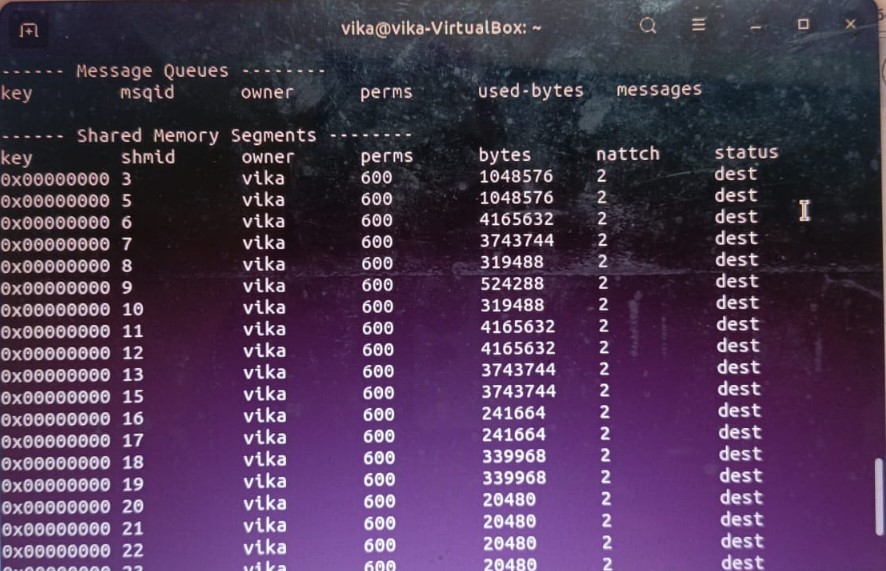 vika@vika-VirtualBox: ~
------ Message Queues --------
key msqid owner perms used-bytes messages
------ Shared Memory Segments --------
key shmid owner perms bytes nattch status
0x00000000 3 vika 600 1048576 2 dest
0x00000000 5 vika 600 1048576 2 dest
0x00000000 6 vika 600 4165632 2 dest
0x00000000 7 vika 600 3743744 2 dest
0x00000000 8 vika 600 319488 2 dest
0x00000000 9 vika 600 524288 2 dest
0x00000000 10 vika 600 319488 2 dest
0x00000000 11 vika 600 4165632 2 dest
0x00000000 12 vika 600 4165632 2 dest
0x00000000 13 vika 600 3743744 2 dest
0x00000000 15 vika 600 3743744 2 dest
0x00000000 16 vika 600 241664 2 dest
0x00000000 17 vika 600 241664 2 dest
0x00000000 18 vika 600 339968 2 dest
0x00000000 19 vika 600 339968 2 dest
0x00000000 20 vika 600 20480 2 dest
0x00000000 21 vika 600 20480 2 dest
0x00000000 22 vika 600 20480 2 dest
vika 600 20480 2 dest